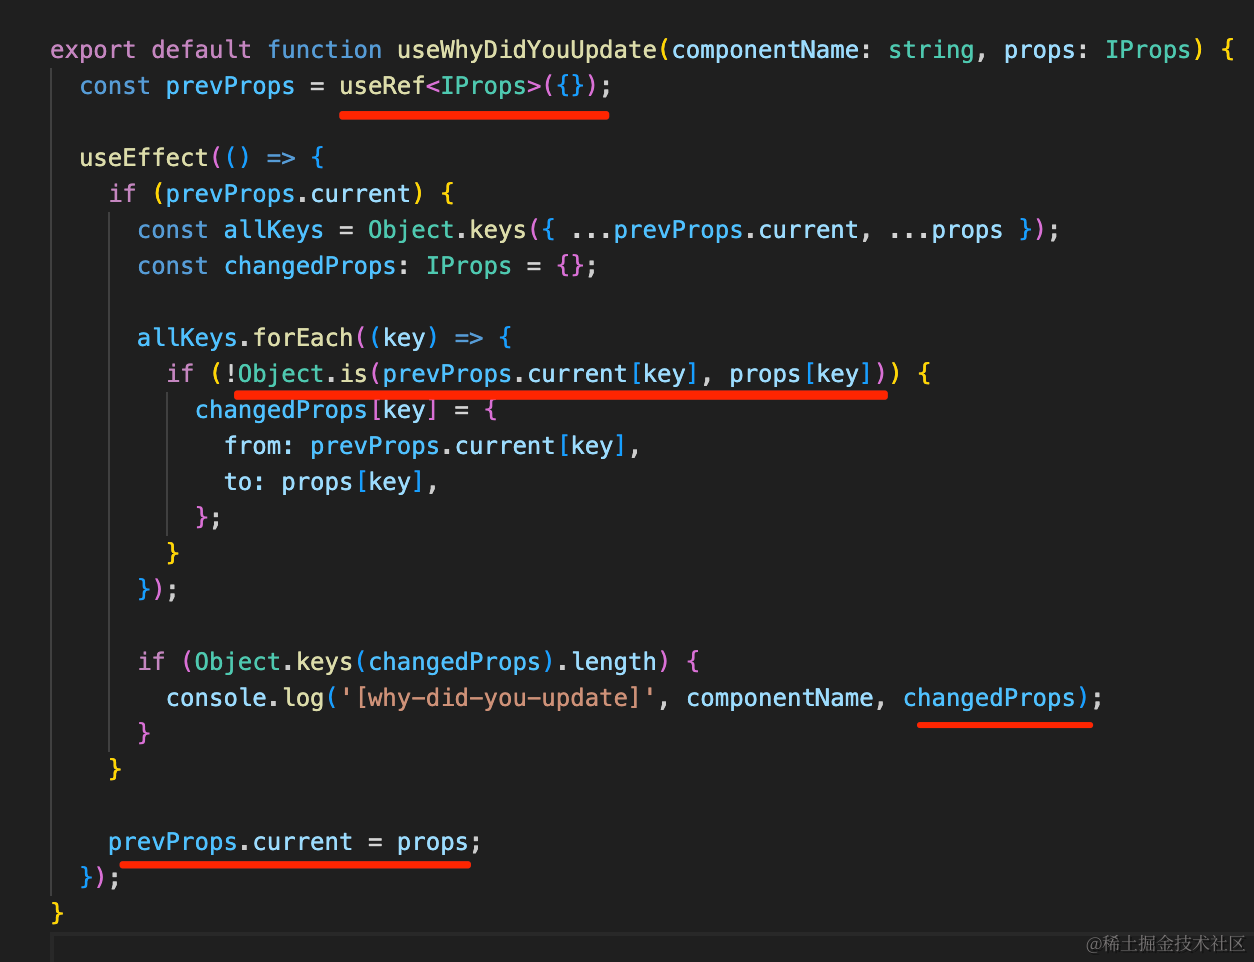 export default function useWhyDidYouUpdate(componentName: string, props: IProps) {
  const prevProps = useRef<IProps>({});

  useEffect(() => {
    if (prevProps.current) {
      const allKeys = Object.keys({ ...prevProps.current, ...props });
      const changedProps: IProps = {};

      allKeys.forEach((key) => {
        if (!Object.is(prevProps.current[key], props[key])) {
          changedProps[key] = {
            from: prevProps.current[key],
            to: props[key],
          };
        }
      });

      if (Object.keys(changedProps).length) {
        console.log('[why-did-you-update]', componentName, changedProps);
      }
    }

    prevProps.current = props;
  });
}
@稀土掘金技术社区